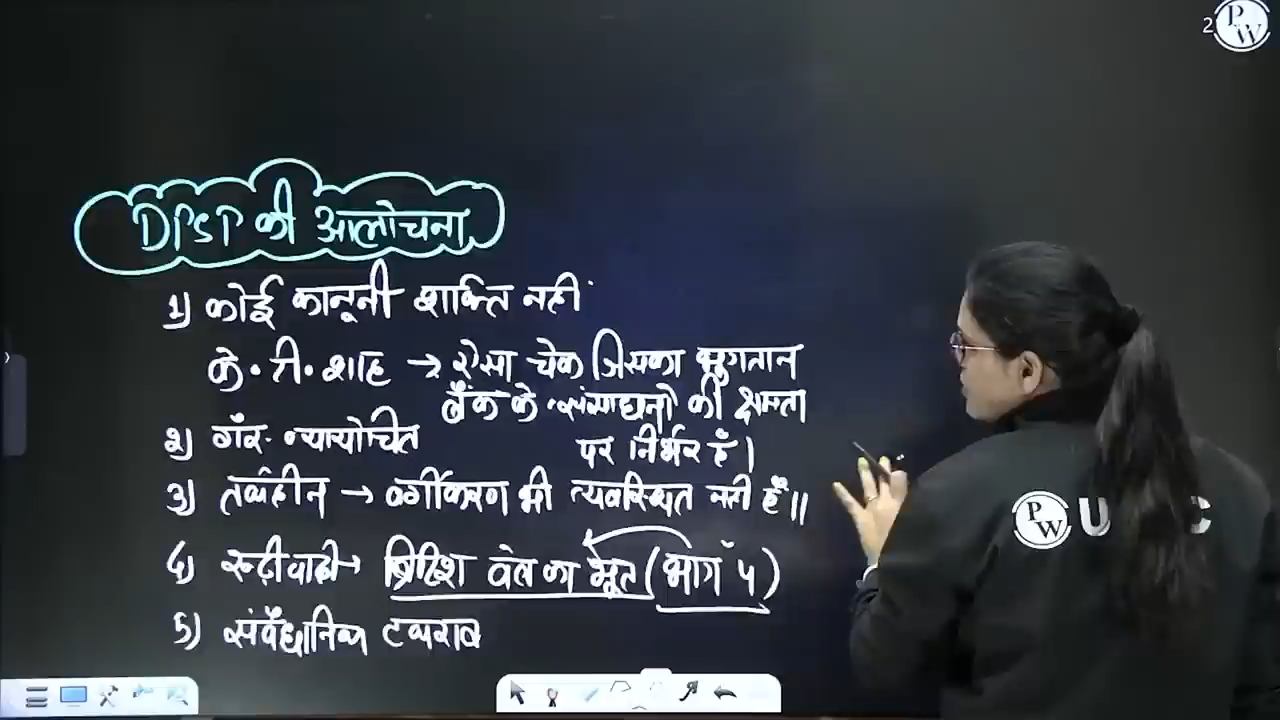 2
PW
DPSP की आलोचना
1) कोई कानूनी शक्ति नहीं
के. टी. शाह → ऐसा चेक जिसका भुगतान
बैंक के संसाधनो की क्षमता
पर निर्भर है।
2) गैर-न्यायोचित
3) तर्कहीन → वर्गीकरण भी व्यवस्थित नही है॥
4) रूढ़ीवादी → ब्रिटिश वेल का भूत (भाग 4)
5) संवैधानिक टकराव
PW U C